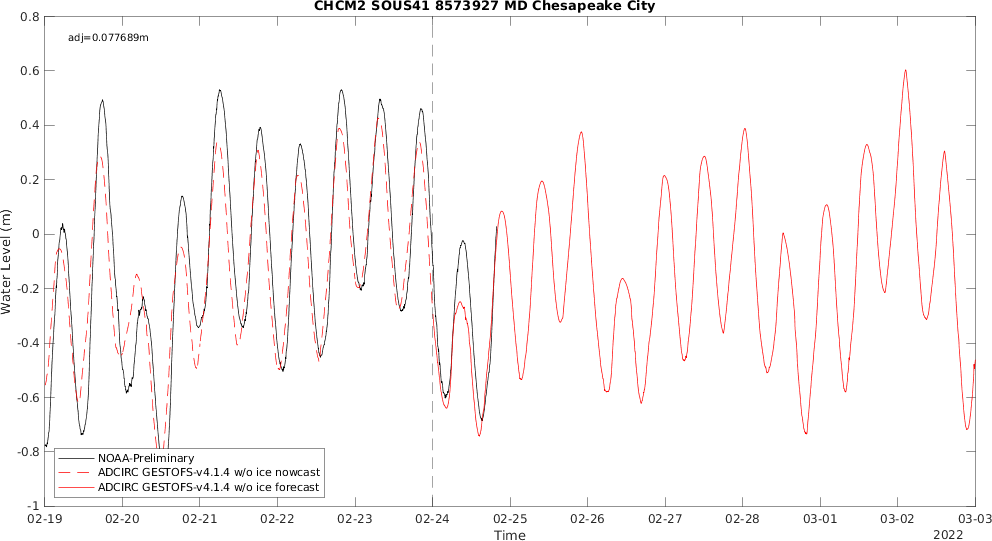 CHCM2 SOUS41 8573927 MD Chesapeake City
adj=0.077689m
Water Level (m)
0.8
0.6
0.4
0.2
0
-0.2
-0.4
-0.6
-0.8
-1
NOAA-Preliminary
ADCIRC GESTOFS-v4.1.4 w/o ice nowcast
ADCIRC GESTOFS-v4.1.4 w/o ice forecast
02-19 02-20 02-21 02-22 02-23 02-24 02-25 02-26 02-27 02-28 03-01 03-02 03-03
Time
2022